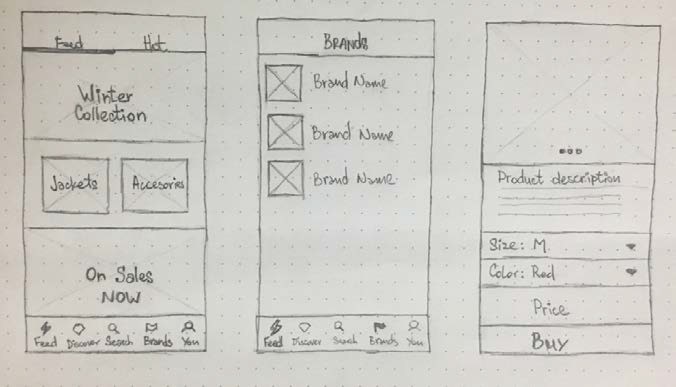 Feed Hot
Winter
Collection
Jackets Accesories
On Sales
NOW
Feed Discover Search Brands You
BRANDS
Brand Name
Brand Name
Brand Name
Feed Discover Search Brands You
Product description
Size: M
Color: Red
Price
BUY